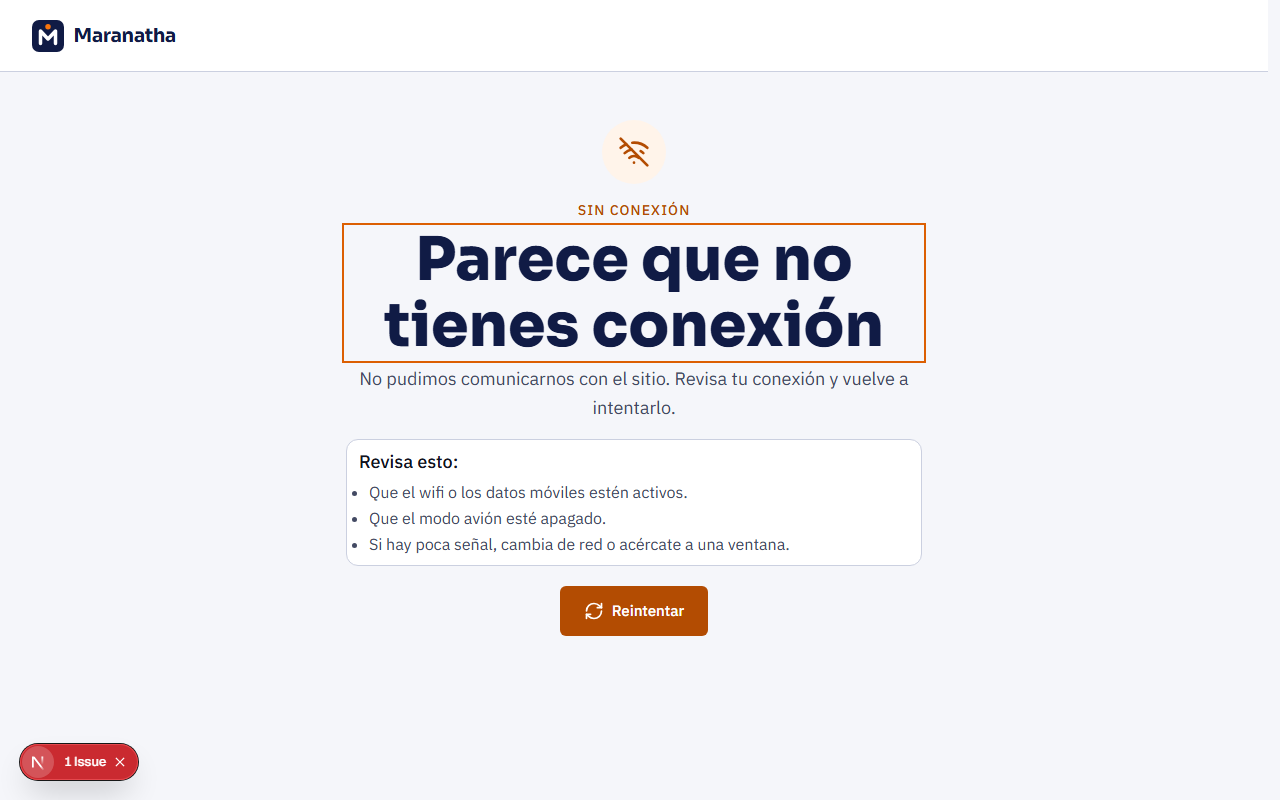 Maranatha
SIN CONEXIÓN
Parece que no
tienes conexión
No pudimos comunicarnos con el sitio. Revisa tu conexión y vuelve a
intentarlo.
Revisa esto:
Que el wifi o los datos móviles estén activos.
Que el modo avión esté apagado.
Si hay poca señal, cambia de red o acércate a una ventana.
Reintentar
1 Issue